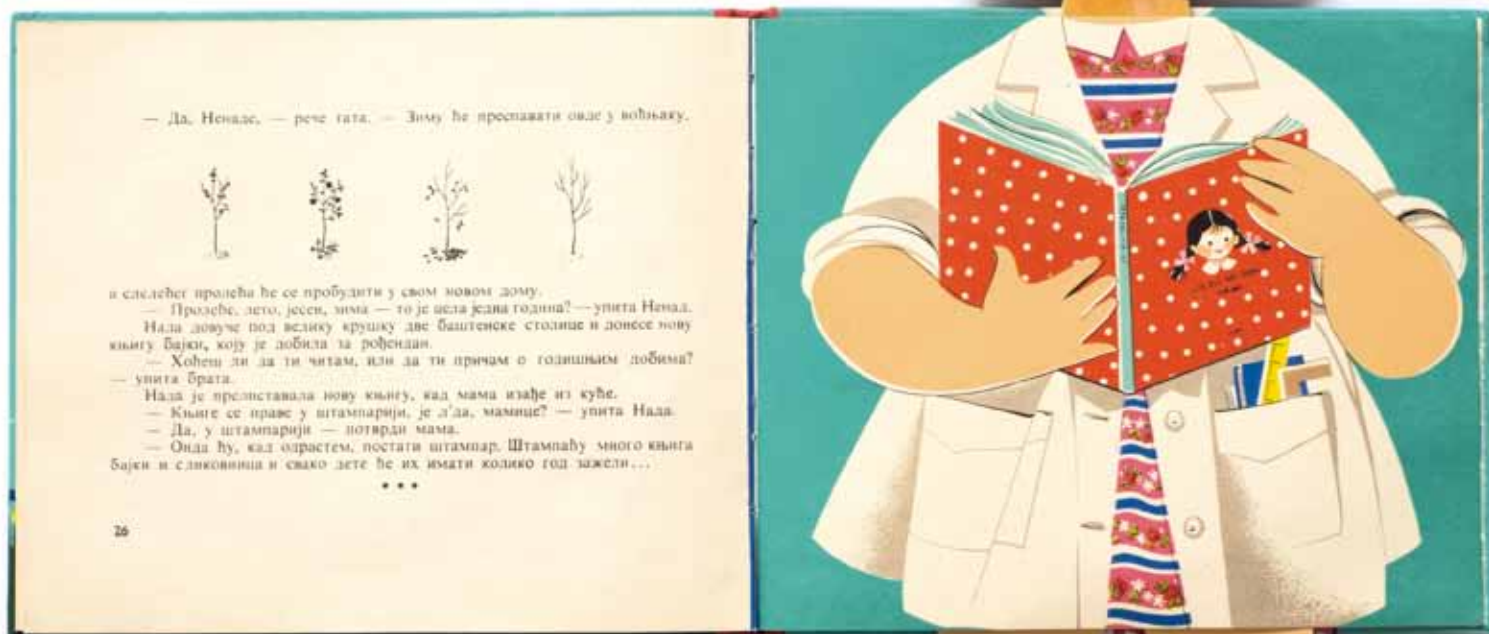 — Да, Ненаде, — рече тата. — Зиму ће преспавати овде у воћњаку,
а следећег пролећа ће се пробудити у свом новом дому.
— Пролеће, лето, јесен, зима — то је цела једна година? — упита Ненад.
Нада довуче под велику крушку две баштенске столице и донесе нову
књигу бајки, коју је добила за рођендан.
— Хоћеш ли да ти читам, или да ти причам о годишњим добима?
— упита брата.
Нада је прелиставала нову књигу, кад мама изађе из куће.
— Књиге се праве у штампарији, је л'да, мамице? — упита Нада.
— Да, у штампарији — потврди мама.
— Онда ћу, кад одрастем, постати штампар. Штампаћу много књига
бајки и сликовница и свако дете ће их имати колико год зажели...
* * *
26